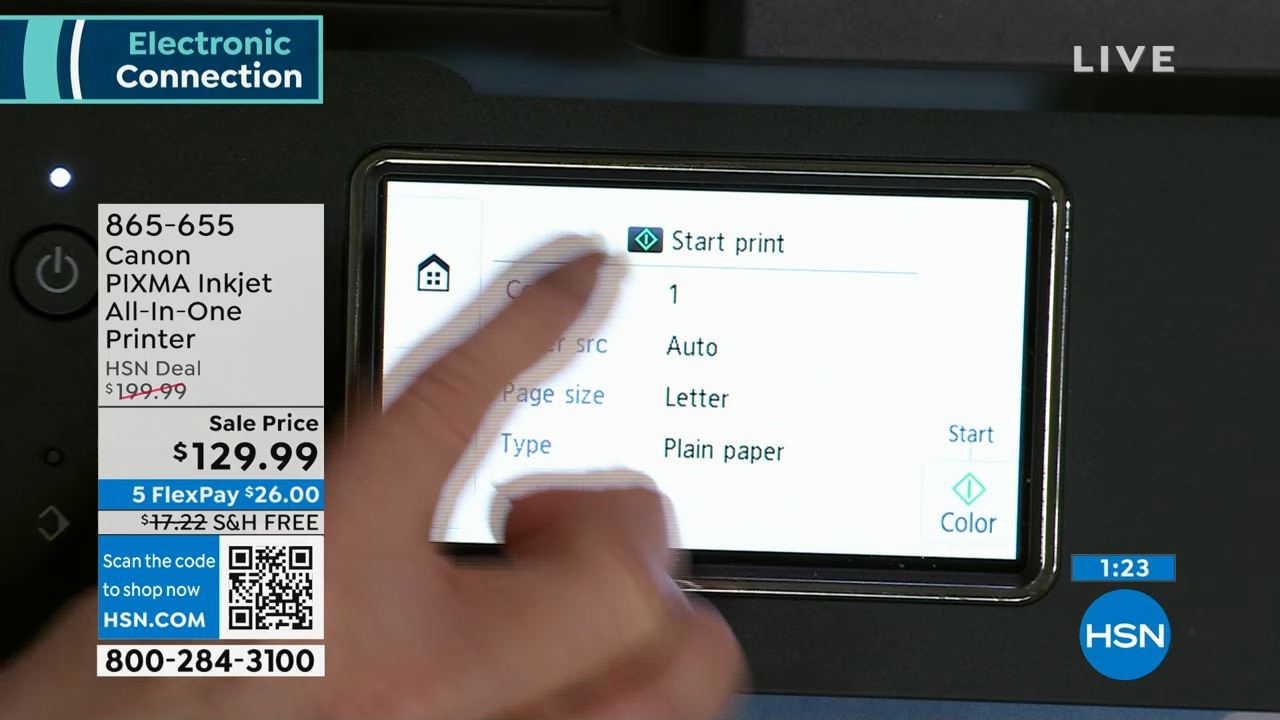 Electronic
Connection
LIVE
865-655
Canon
PIXMA Inkjet
All-In-One
Printer
HSN Deal
$199.99
Sale Price
$129.99
5 FlexPay $26.00
$17.22 S&H FREE
Scan the code
to shop now
HSN.COM
800-284-3100
Start print
1
src Auto
Page size Letter
Type Plain paper
Start
Color
1:23
HSN